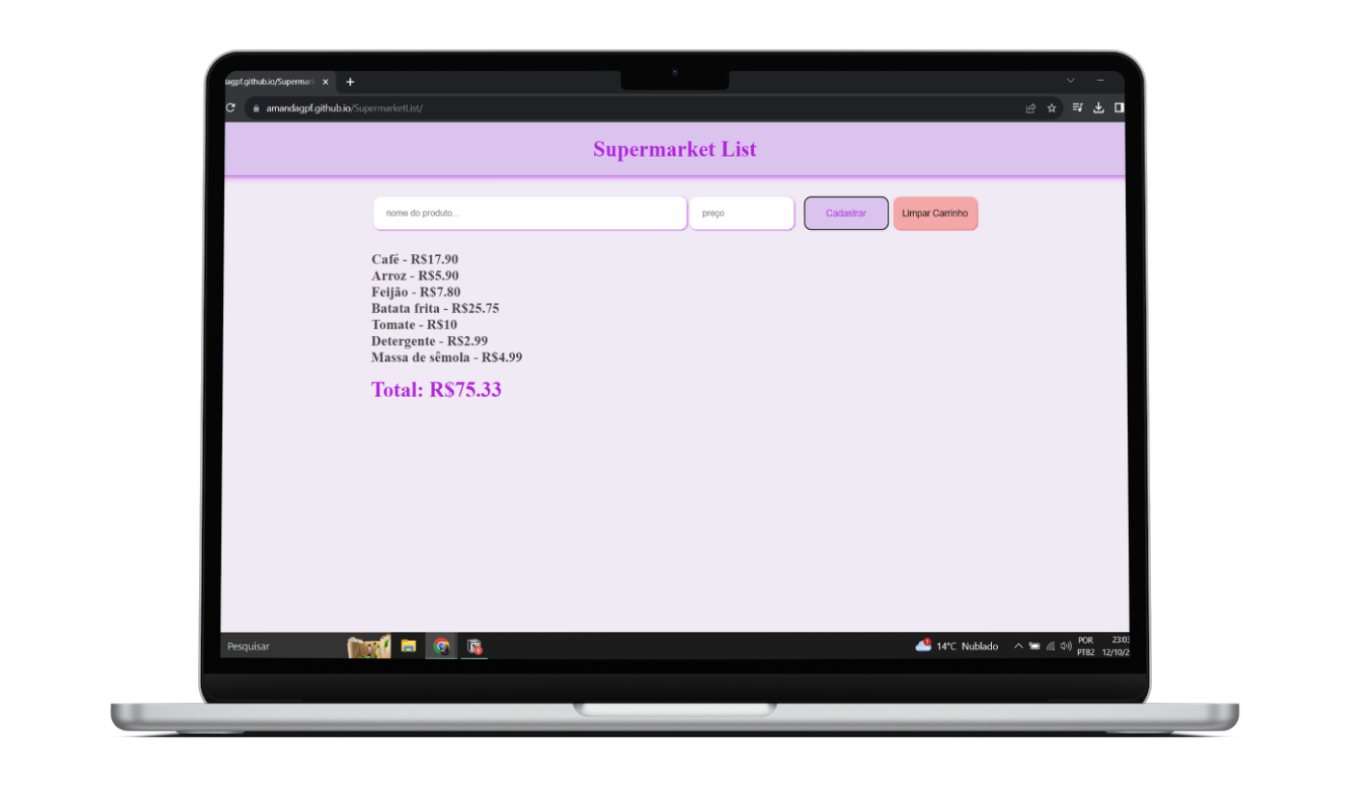 agpf.github.io/Supermar
amandagpf.github.io/SupermarketList/
Supermarket List
nome do produto...
preço
Cadastrar
Limpar Carrinho
Café - R$17.90
Arroz - R$5.90
Feijão - R$7.80
Batata frita - R$25.75
Tomate - R$10
Detergente - R$2.99
Massa de sêmola - R$4.99
Total: R$75.33
Pesquisar
14°C Nublado
POR
PTB2
23:03
12/10/2